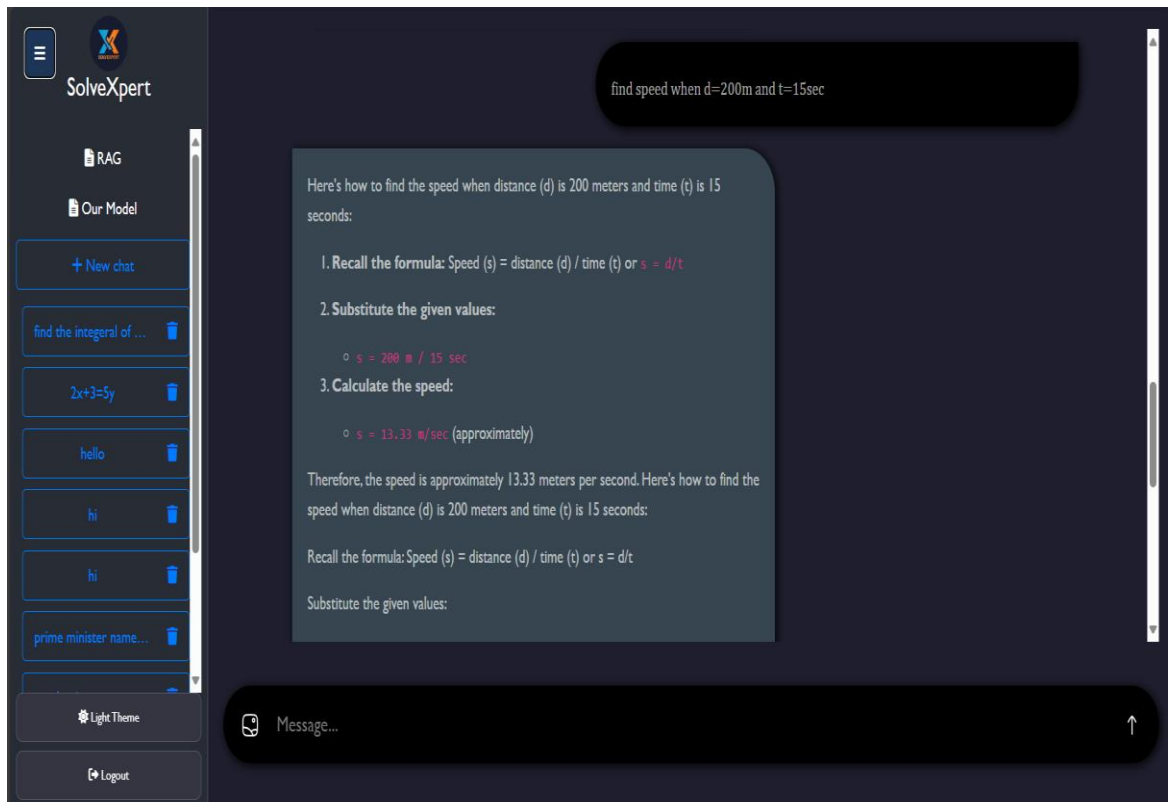 SolveXpert
RAG
Our Model
+ New chat
find the integeral of ...
2x+3=5y
hello
hi
hi
prime minister name...
Light Theme
Logout
find speed when d=200m and t=15sec
Here's how to find the speed when distance (d) is 200 meters and time (t) is 15
seconds:
1. Recall the formula: Speed (s) = distance (d) / time (t) or s = d/t
2. Substitute the given values:
s = 200 m / 15 sec
3. Calculate the speed:
s = 13.33 m/sec (approximately)
Therefore, the speed is approximately 13.33 meters per second. Here's how to find the
speed when distance (d) is 200 meters and time (t) is 15 seconds:
Recall the formula: Speed (s) = distance (d) / time (t) or s = d/t
Substitute the given values:
Message...